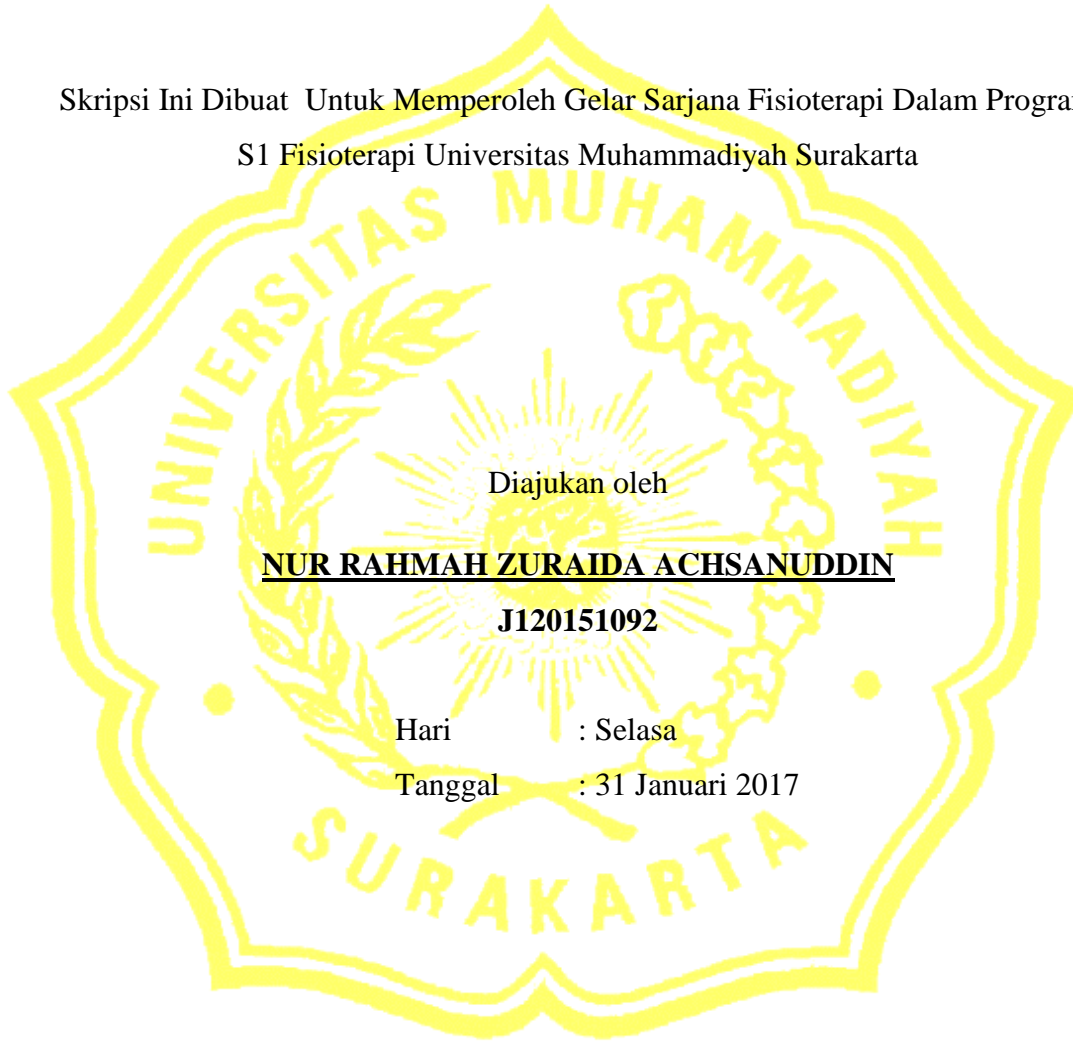 Skripsi Ini Dibuat Untuk Memperoleh Gelar Sarjana Fisioterapi Dalam Progra
S1 Fisioterapi Universitas Muhammadiyah Surakarta
UNIVERSITAS MUHAMMADIYAH
Diajukan oleh
NUR RAHMAH ZURAIDA ACHSANUDDIN
J120151092
Hari : Selasa
Tanggal : 31 Januari 2017
SURAKARTA